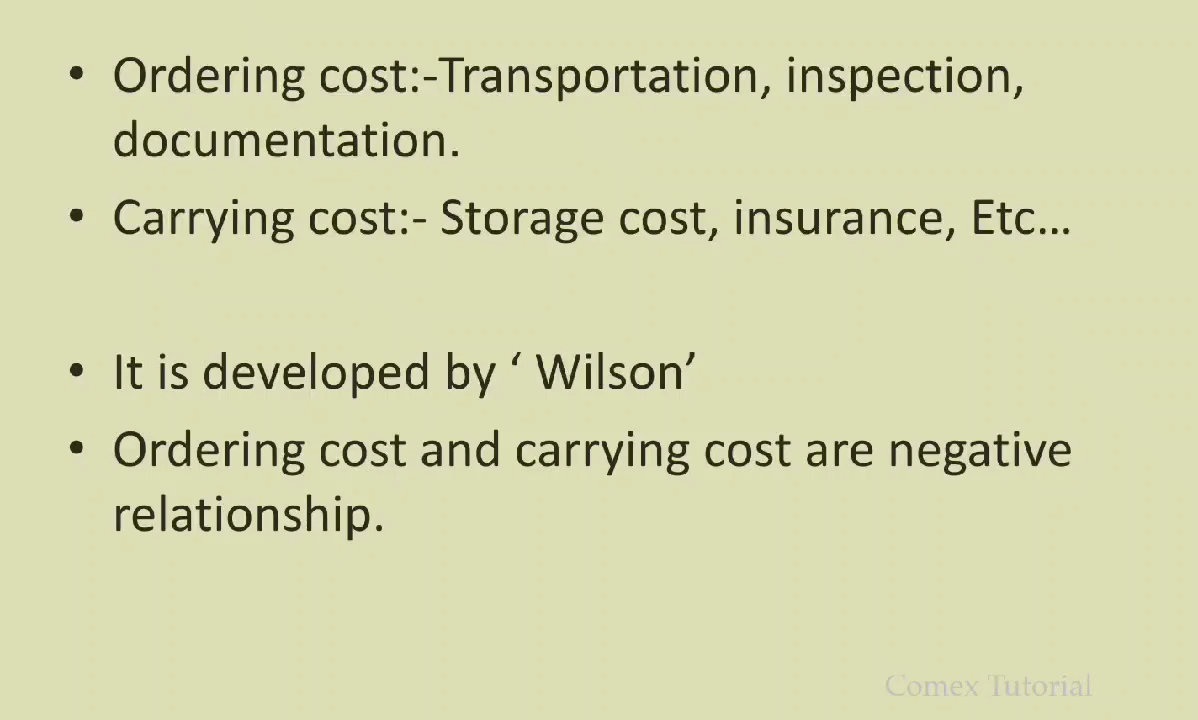 • Ordering cost:-Transportation, inspection,
documentation.
• Carrying cost:- Storage cost, insurance, Etc...
• It is developed by ‘ Wilson’
• Ordering cost and carrying cost are negative
relationship.
Comex Tutorial